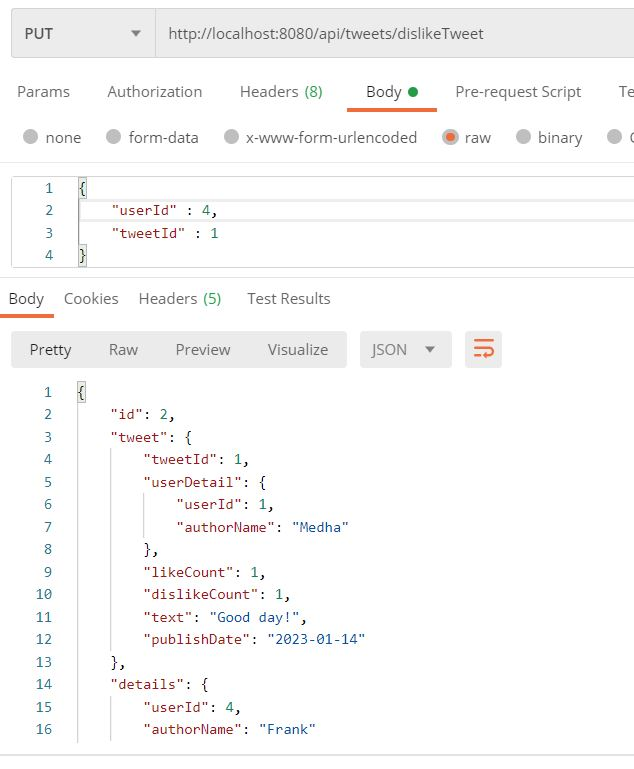 PUT http://localhost:8080/api/tweets/dislikeTweet
Params Authorization Headers (8) Body Pre-request Script Te
none form-data x-www-form-urlencoded raw binary
1 {
2 "userId" : 4,
3 "tweetId" : 1
4 }
Body Cookies Headers (5) Test Results
Pretty Raw Preview Visualize JSON
1 {
2 "id": 2,
3 "tweet": {
4 "tweetId": 1,
5 "userDetail": {
6 "userId": 1,
7 "authorName": "Medha"
8 },
9 "likeCount": 1,
10 "dislikeCount": 1,
11 "text": "Good day!",
12 "publishDate": "2023-01-14"
13 },
14 "details": {
15 "userId": 4,
16 "authorName": "Frank"